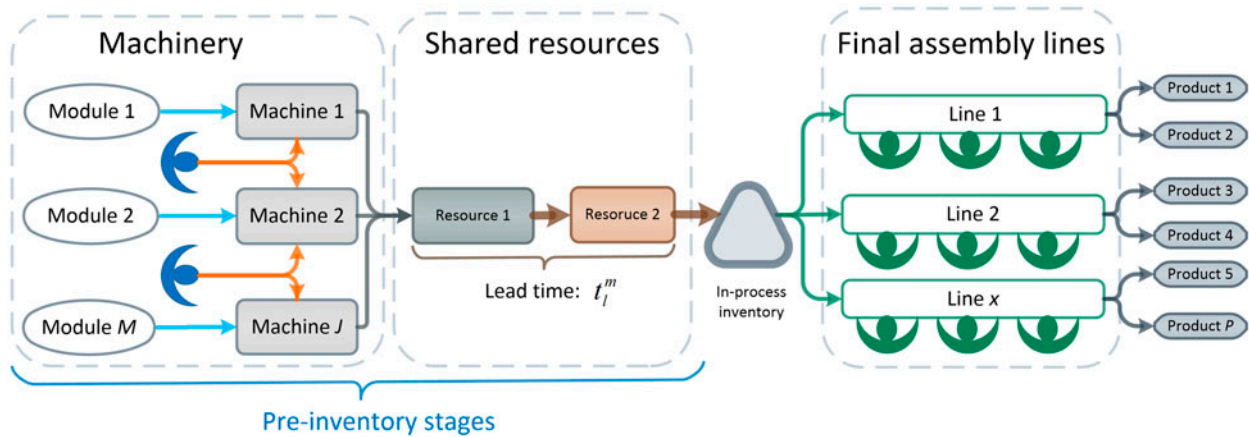 Machinery
Shared resources
Final assembly lines
Module 1
Machine 1
Module 2
Machine 2
Module M
Machine J
Resource 1
Resoruce 2
Lead time: t_l^m
In-process
inventory
Line 1
Line 2
Line x
Product 1
Product 2
Product 3
Product 4
Product 5
Product P
Pre-inventory stages